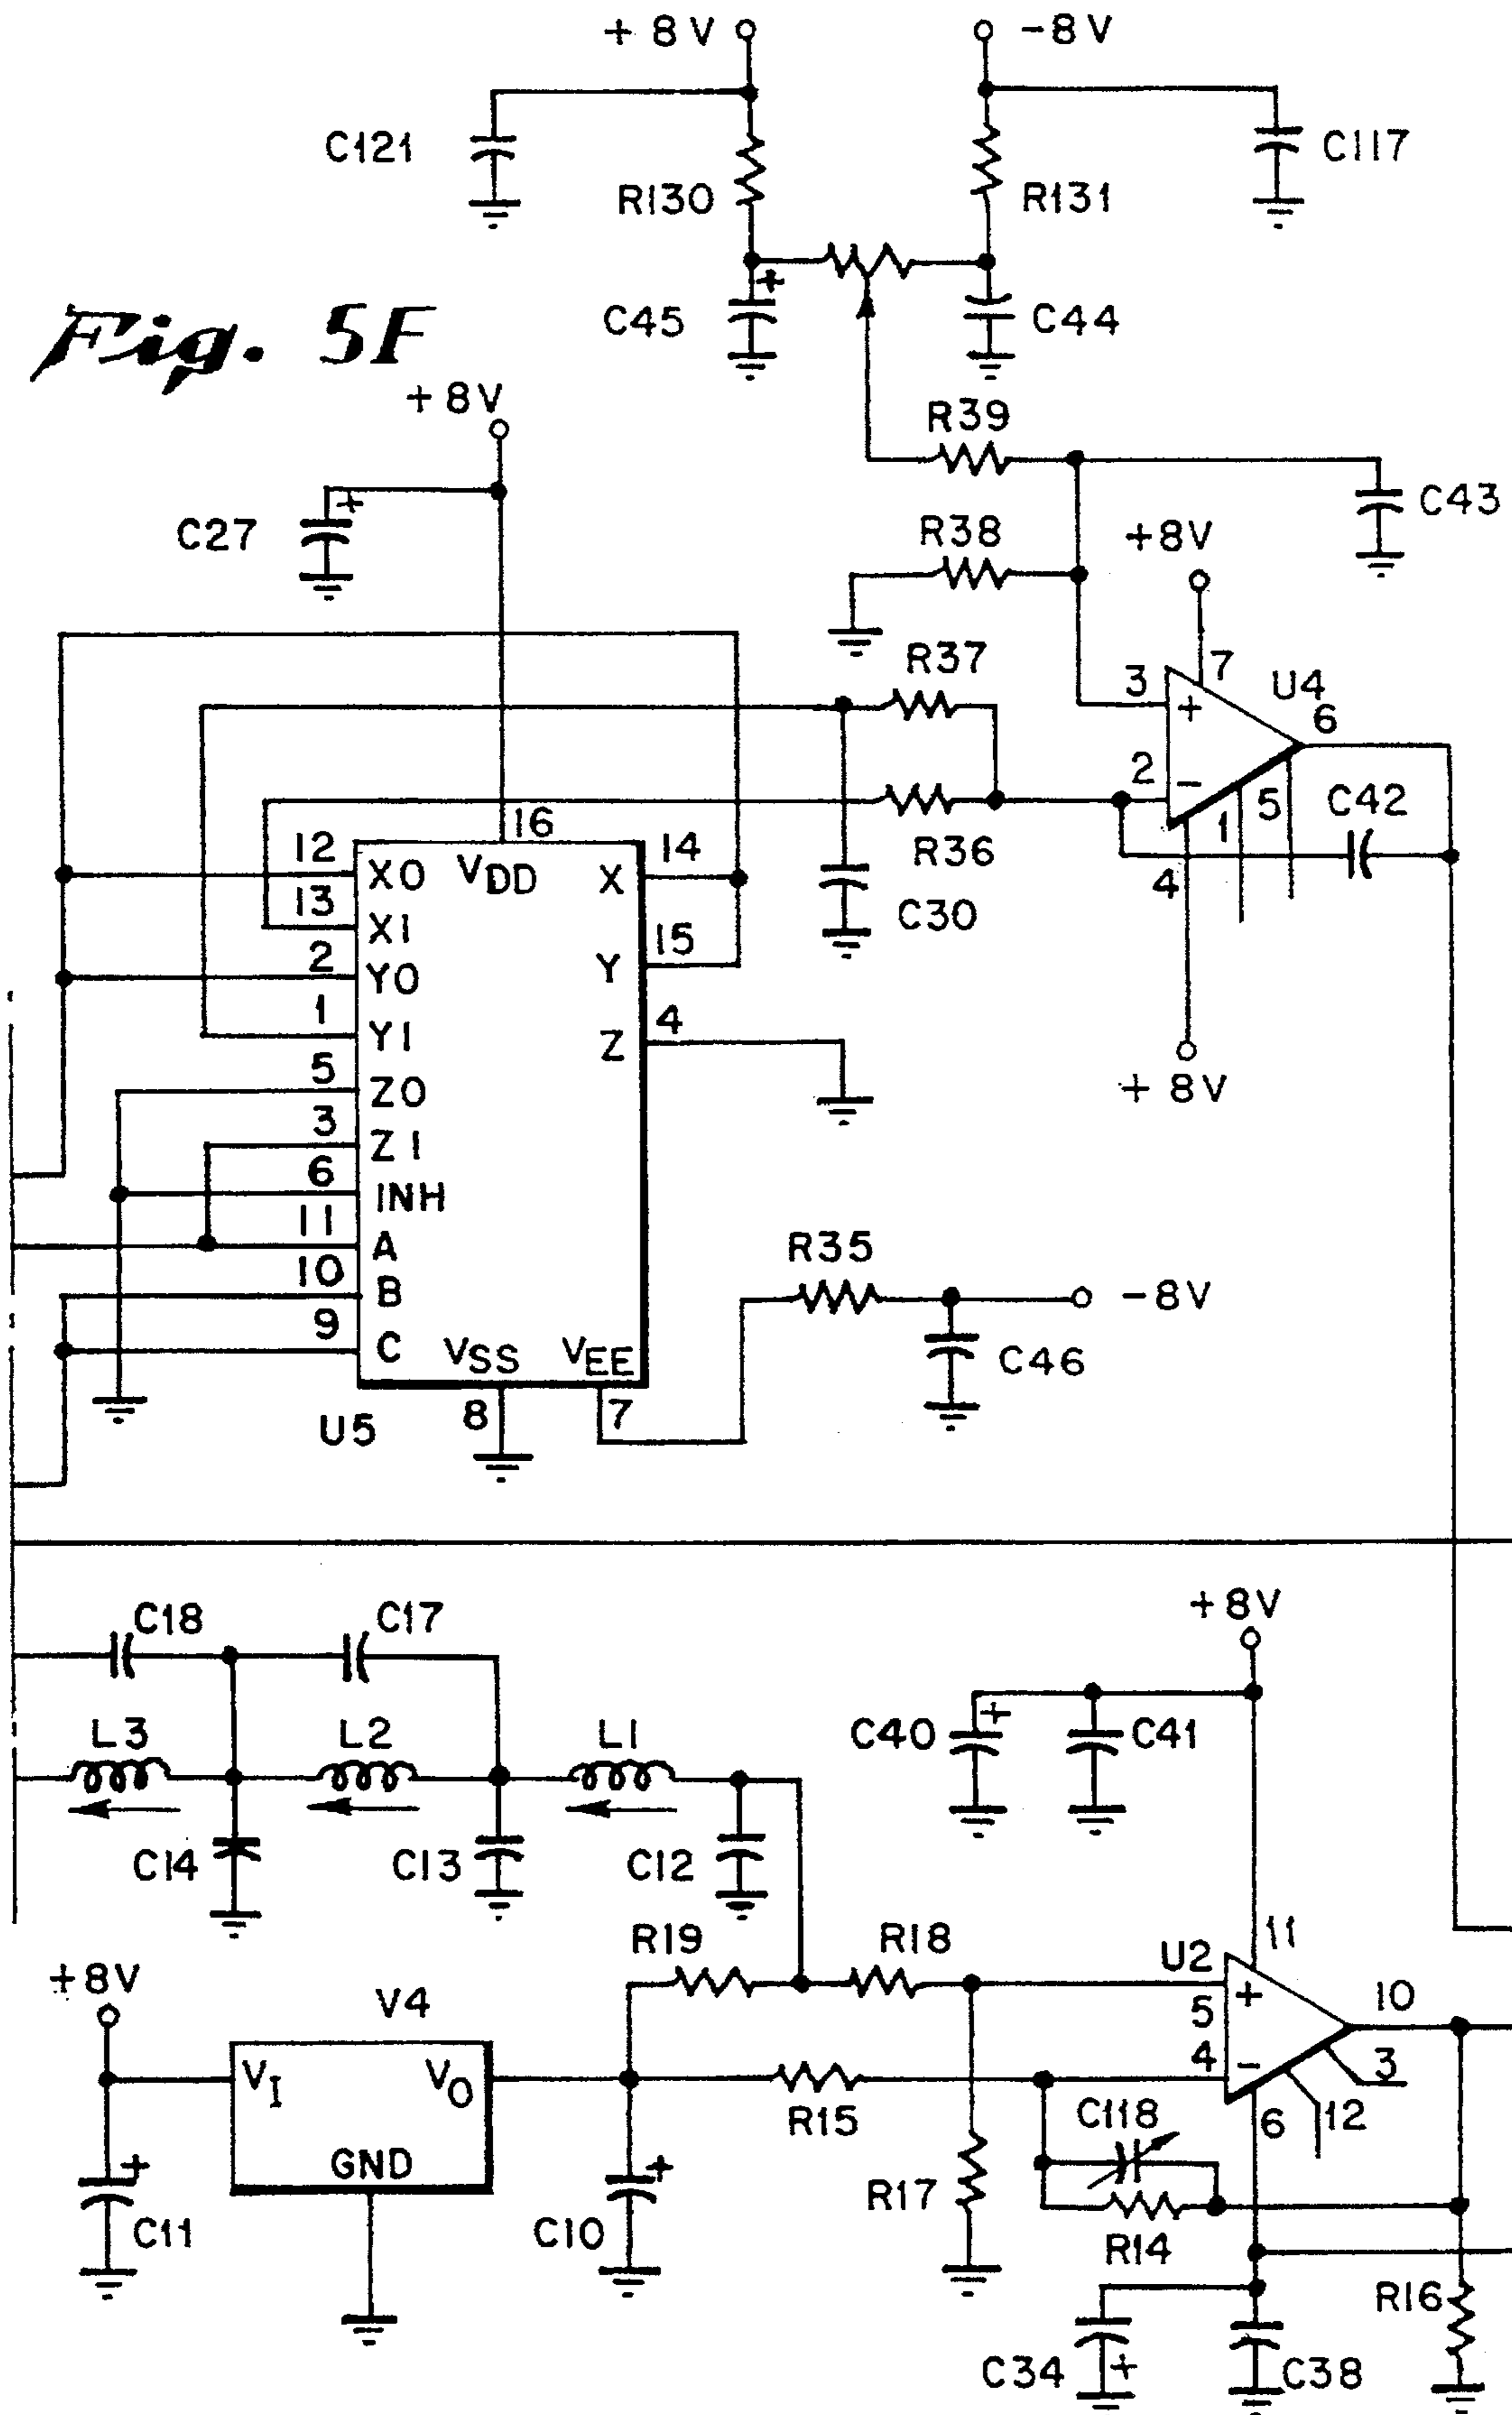 + 8V -8V
C121 R130 R131 C117
+
C45 C44
Fig. 5F
+ 8V
R39
+
C27 C43
R38 +8V
R37
3 7 U4
+ 6
2 -
16 1 5 C42
12 X0 VDD X 14 R36
4
13 X1 C30
2 Y0 Y 15
1 Y1 Z 4
+ 8V
5 Z0
3 Z1
6 INH
11 A R35
10 B -8V
9 C VSS VEE C46
U5 8 7
C18 C17 +8V
L3 L2 L1 C40 + C41
C14 C13 C12
R19 R18 U2 11
+8V V4 5 + 10
VI VO 4 - 3
R15 C118 6 12
GND
+ + R17
C11 C10 R14
R16
C34 + C38